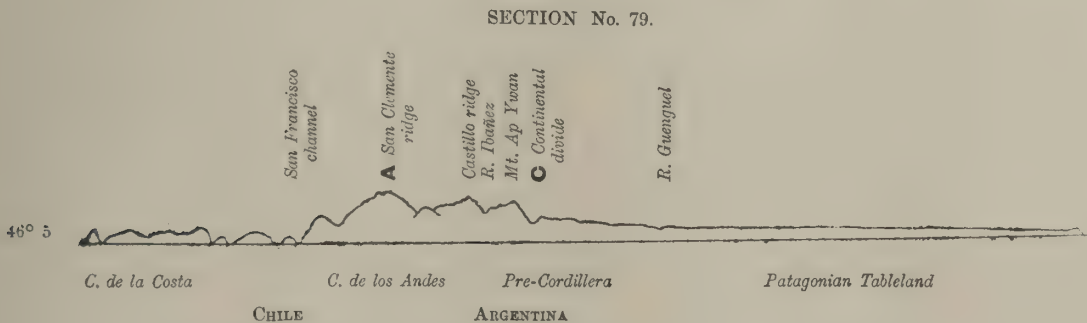 SECTION No. 79.
San Francisco
channel
A San Clemente
ridge
Castillo ridge
R. Ibañez
Mt. Ap Ywan
C Continental
divide
R. Guenguel
46° 5
C. de la Costa
C. de los Andes
Pre-Cordillera
Patagonian Tableland
CHILE
ARGENTINA